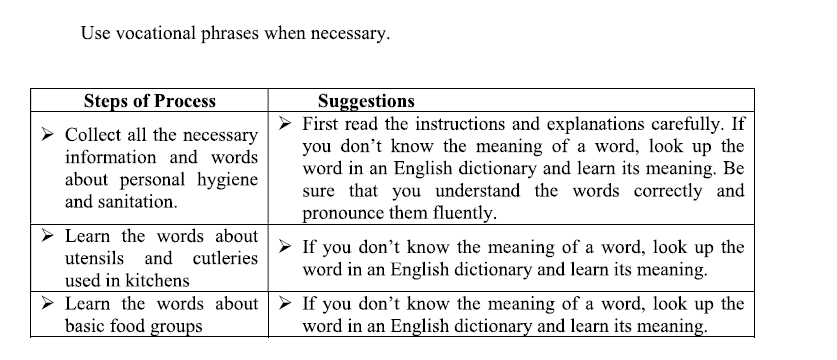 Use vocational phrases when necessary.
Steps of Process
Suggestions
➢ Collect all the necessary
information and words
about personal hygiene
and sanitation.
➢ First read the instructions and explanations carefully. If
you don’t know the meaning of a word, look up the
word in an English dictionary and learn its meaning. Be
sure that you understand the words correctly and
pronounce them fluently.
➢ Learn the words about
utensils and cutleries
used in kitchens
➢ If you don’t know the meaning of a word, look up the
word in an English dictionary and learn its meaning.
➢ Learn the words about
basic food groups
➢ If you don’t know the meaning of a word, look up the
word in an English dictionary and learn its meaning.